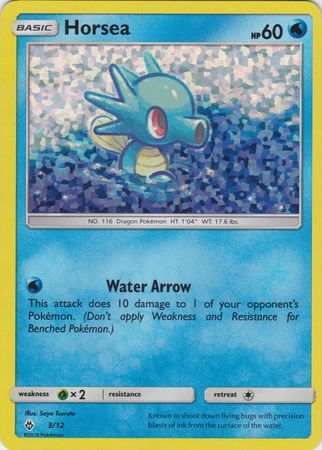 BASIC Horsea HP 60
NO. 116 Dragon Pokémon HT: 1'04" WT: 17.6 lbs.
Water Arrow
This attack does 10 damage to 1 of your opponent's
Pokémon. (Don't apply Weakness and Resistance for
Benched Pokémon.)
weakness × 2 resistance retreat
Illus. Sayo Tsuruta
3/12
©2019 Pokémon
Known to shoot down flying bugs with precision
blasts of ink from the surface of the water.